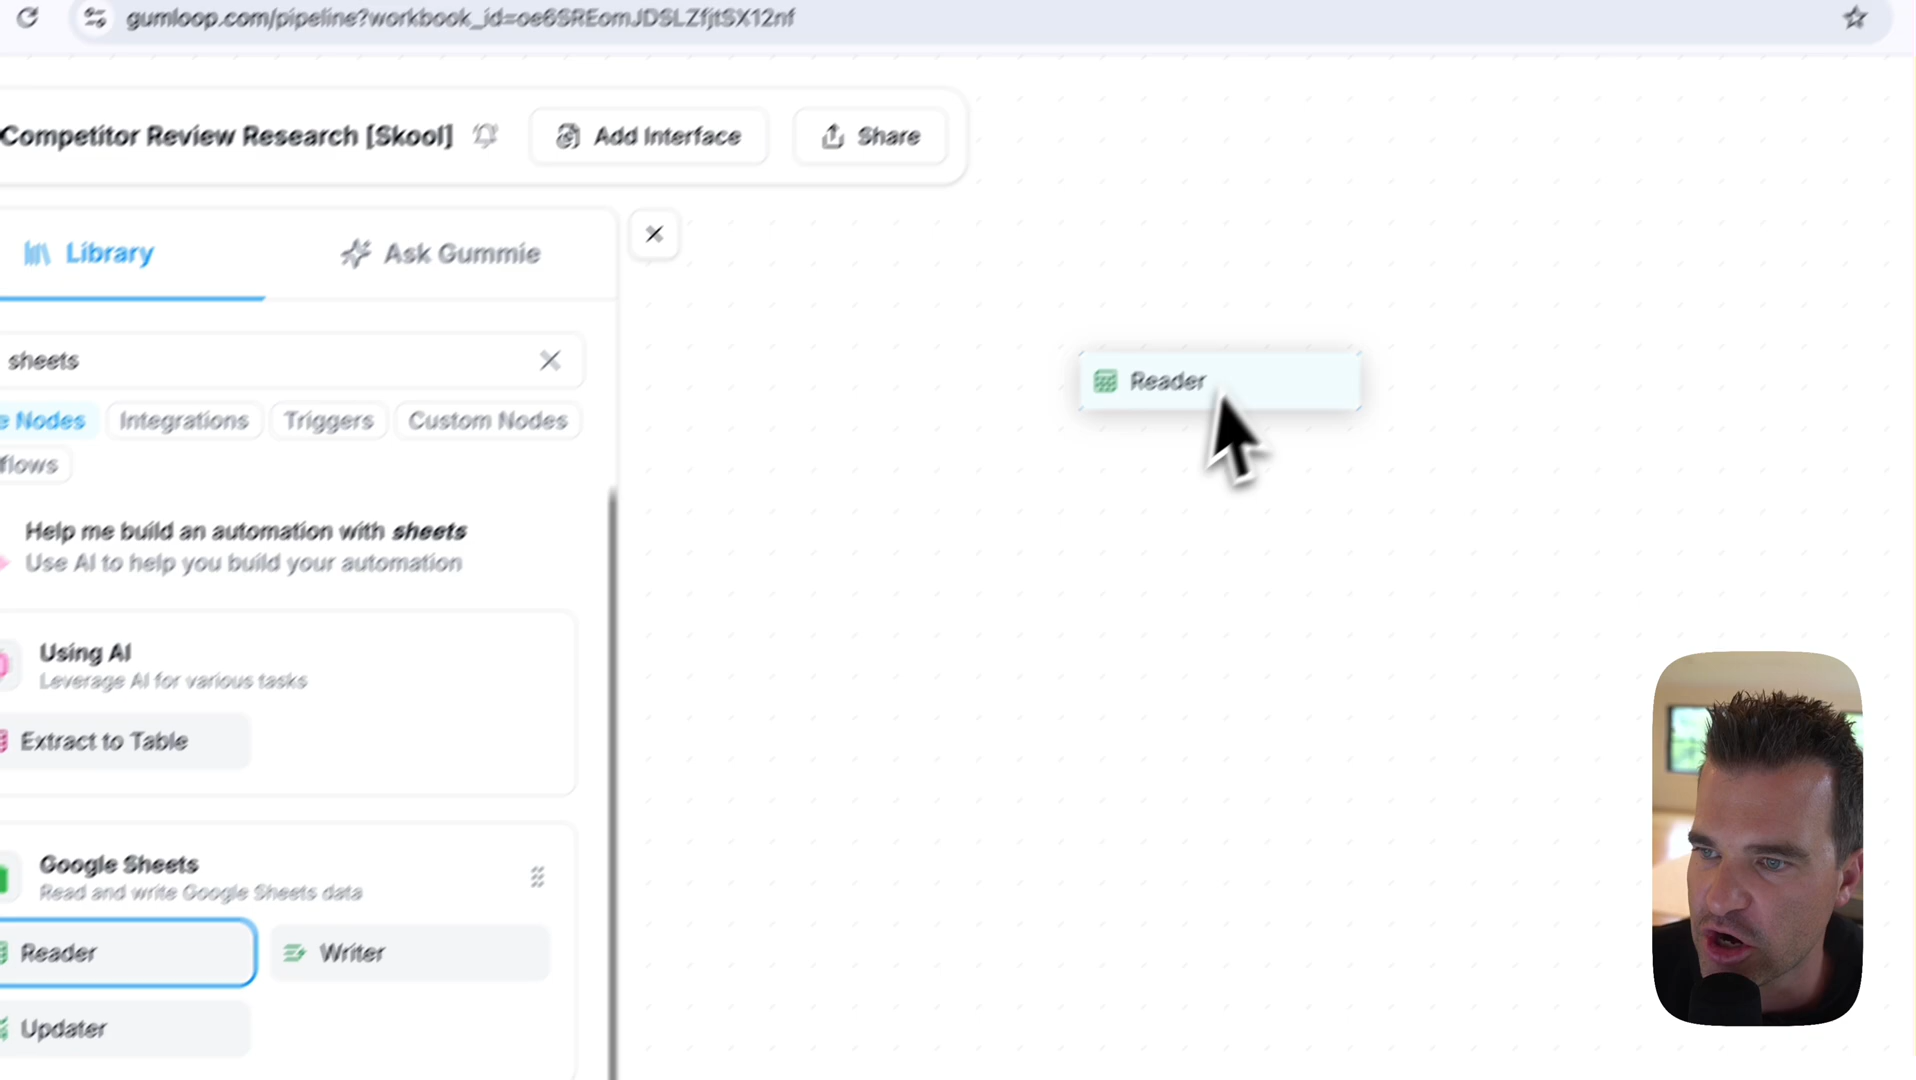 gumloop.com/pipeline?workbook_id=oe6SREomJDSLZfjtSX12nf
Competitor Review Research [Skool]
Add Interface
Share
Library
Ask Gummie
Reader
sheets
e Nodes
Integrations
Triggers
Custom Nodes
flows
Help me build an automation with sheets
Use AI to help you build your automation
Using AI
Leverage AI for various tasks
Extract to Table
Google Sheets
Read and write Google Sheets data
Reader
Writer
Updater